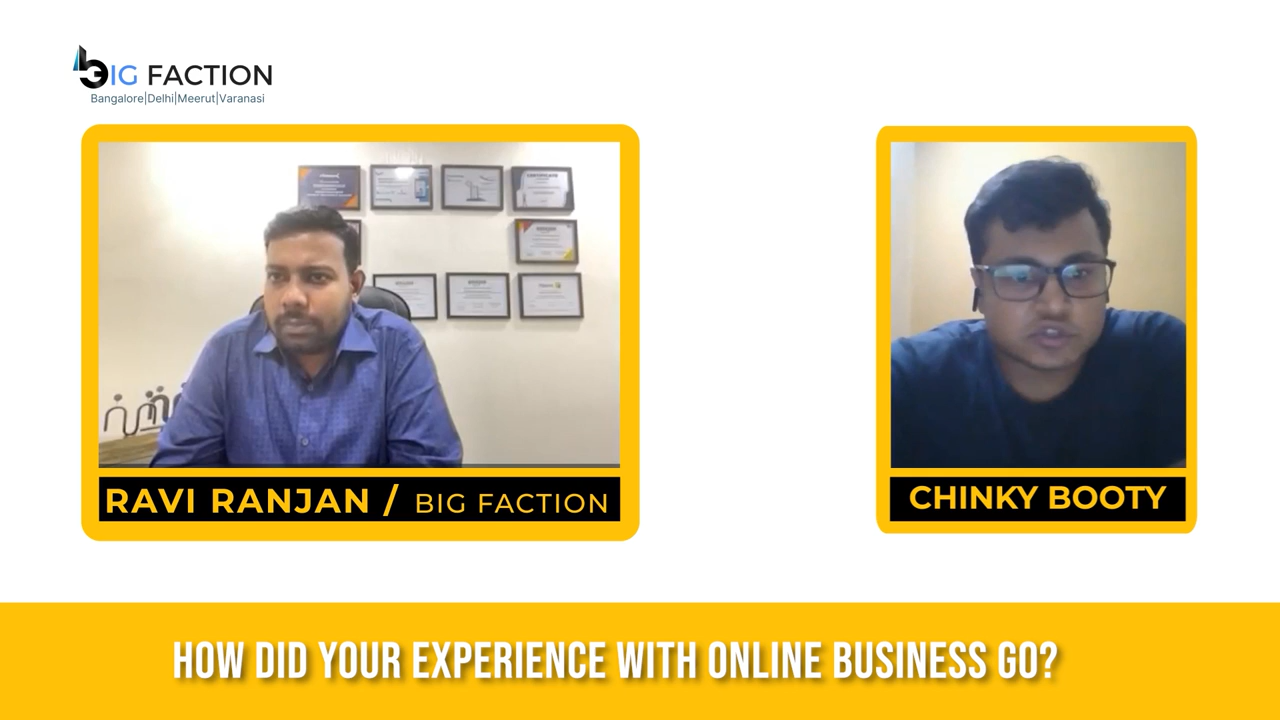 BIG FACTION
Bangalore|Delhi|Meerut|Varanasi
CERTIFICATE
RAVI RANJAN / BIG FACTION
CHINKY BOOTY
HOW DID YOUR EXPERIENCE WITH ONLINE BUSINESS GO?